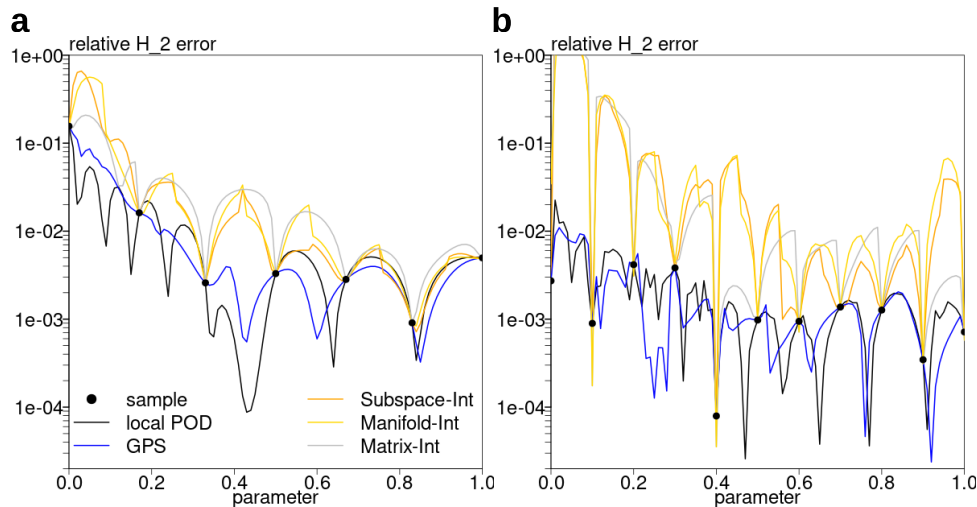 a
relative H_2 error
1e+00
1e-01
1e-02
1e-03
1e-04
sample
local POD
GPS
Subspace-Int
Manifold-Int
Matrix-Int
0.0 0.2 0.4 0.6 0.8 1.0
parameter
b
relative H_2 error
1e+00
1e-01
1e-02
1e-03
1e-04
0.0 0.2 0.4 0.6 0.8 1.0
parameter